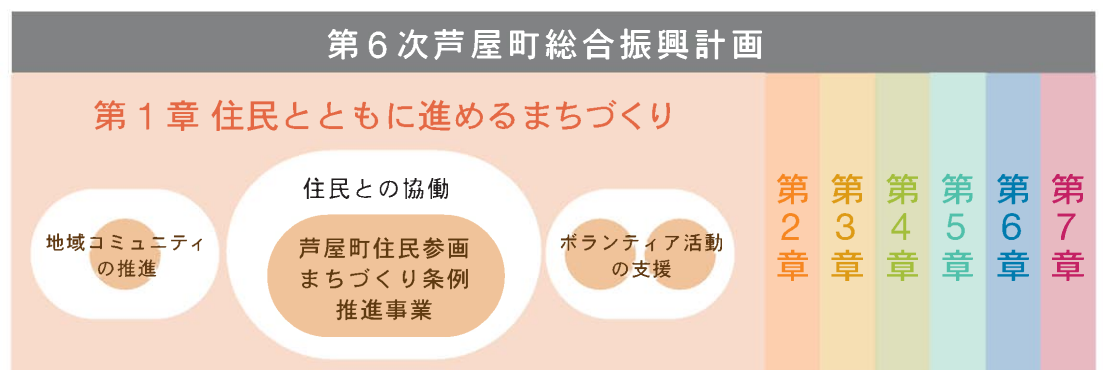 第6次芦屋町総合振興計画
第1章 住民とともに進めるまちづくり
住民との協働
地域コミュニティ
の推進
芦屋町住民参画
まちづくり条例
推進事業
ボランティア活動
の支援
第2章
第3章
第4章
第5章
第6章
第7章